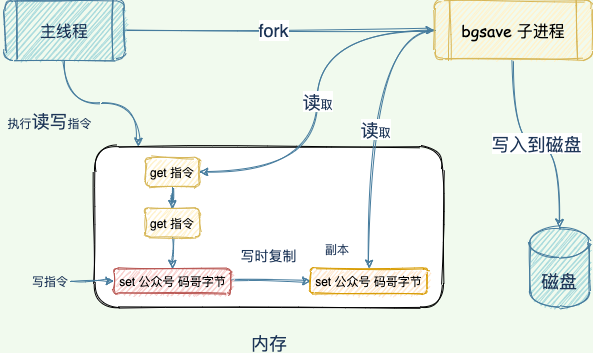 主线程
fork
bgsave 子进程
读取
执行读写指令
读取
写入到磁盘
get 指令
get 指令
写时复制
副本
写指令
set 公众号 码哥字节
set 公众号 码哥字节
磁盘
内存